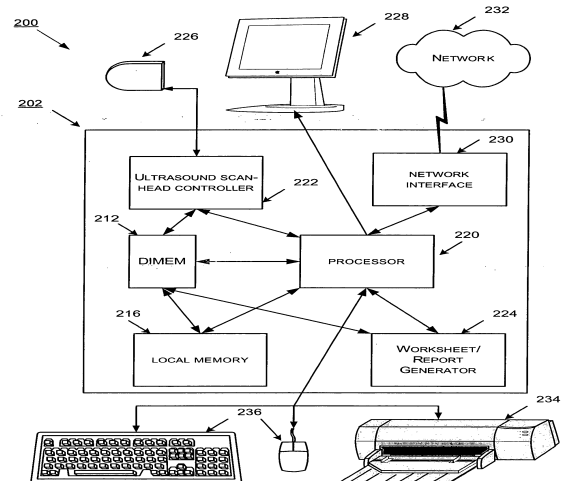 200
226
228
232
NETWORK
202
230
ULTRASOUND SCAN-
HEAD CONTROLLER
222
NETWORK
INTERFACE
212
DIMEM
PROCESSOR
220
216
LOCAL MEMORY
WORKSHEET/
REPORT
GENERATOR
224
236
234